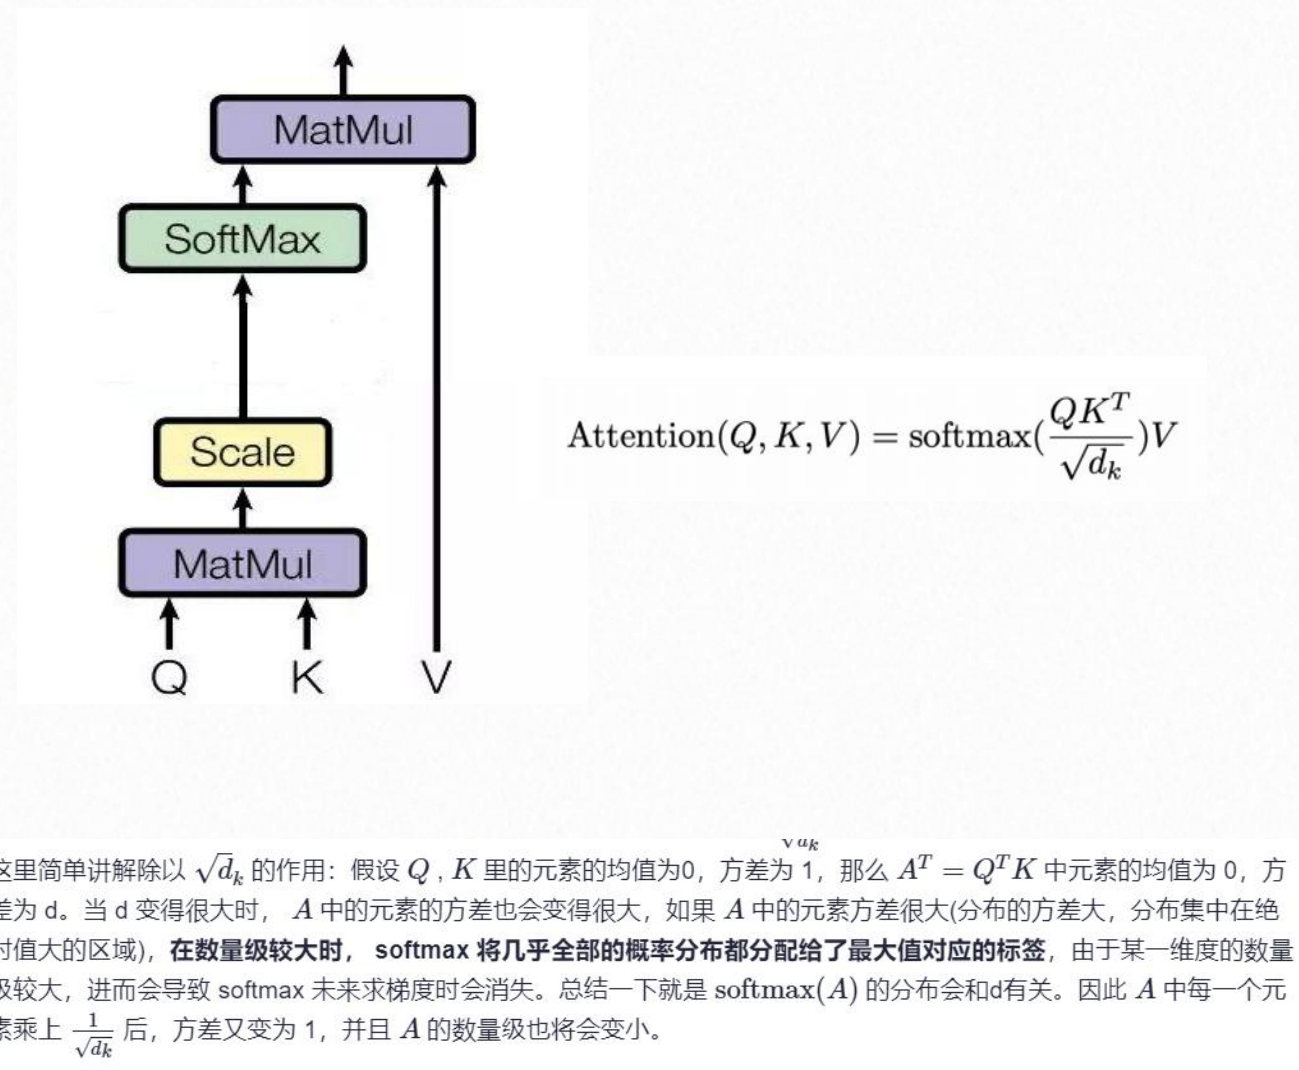 MatMul
SoftMax
Scale
MatMul
Q K V
Attention(Q, K, V) = softmax(\frac{QK^T}{\sqrt{d_k}})V
这里简单讲解除以 \sqrt{d}_k 的作用：假设 Q , K 里的元素的均值为0，方差为 1，那么 A^T = Q^T K 中元素的均值为 0，方
差为 d。当 d 变得很大时， A 中的元素的方差也会变得很大，如果 A 中的元素方差很大(分布的方差大，分布集中在绝
对值大的区域)，在数量级较大时， softmax 将几乎全部的概率分布都分配给了最大值对应的标签，由于某一维度的数量
级较大，进而会导致 softmax 未来求梯度时会消失。总结一下就是 softmax(A) 的分布会和d有关。因此 A 中每一个元
素乘上 \frac{1}{\sqrt{d_k}} 后，方差又变为 1，并且 A 的数量级也将会变小。